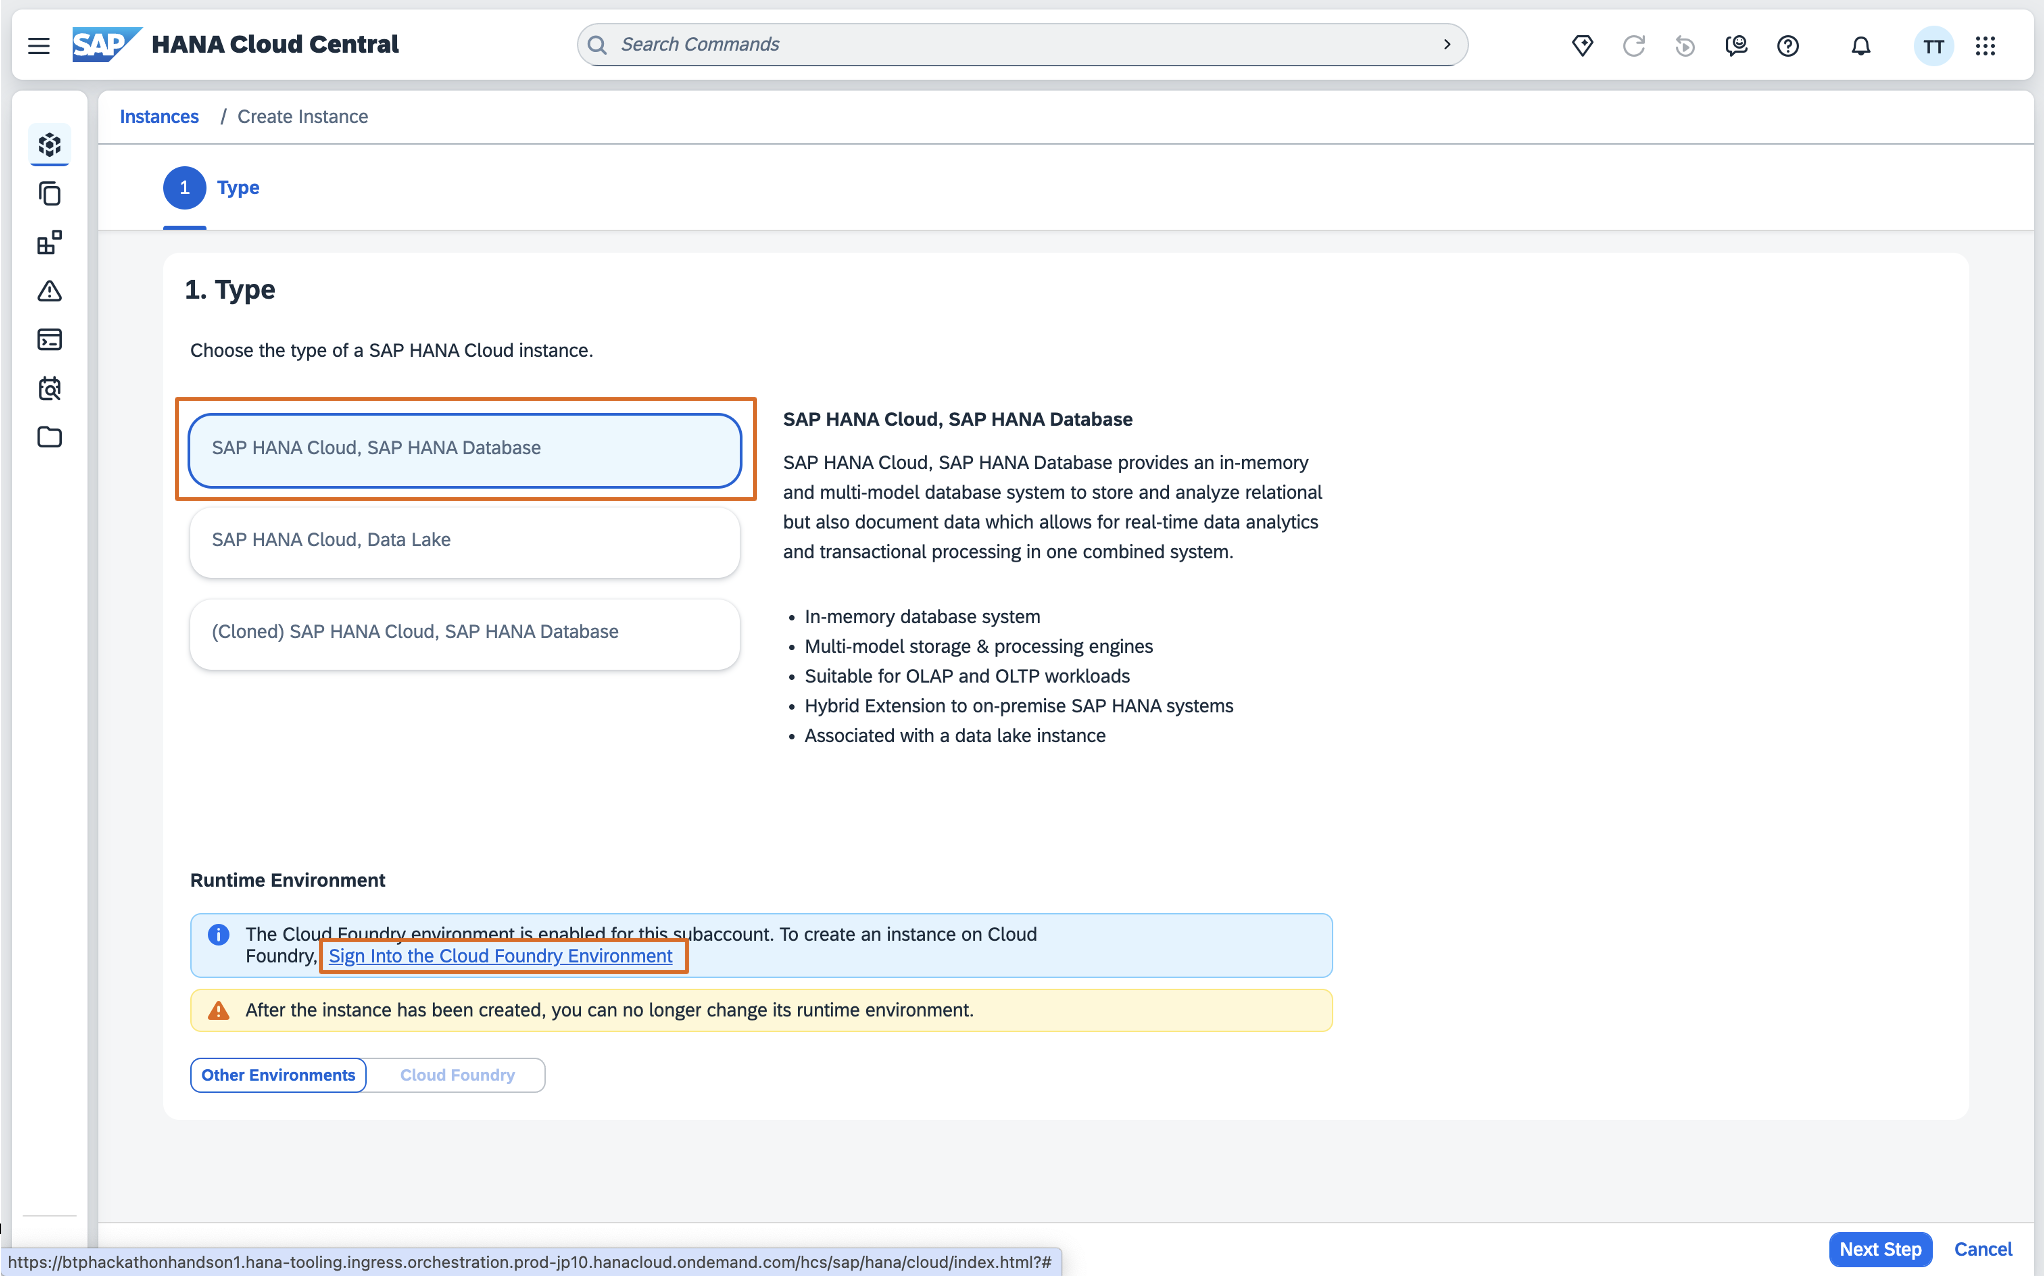 SAP HANA Cloud Central
Search Commands
TT
Instances / Create Instance
1 Type
1. Type
Choose the type of a SAP HANA Cloud instance.
SAP HANA Cloud, SAP HANA Database
SAP HANA Cloud, Data Lake
(Cloned) SAP HANA Cloud, SAP HANA Database
SAP HANA Cloud, SAP HANA Database
SAP HANA Cloud, SAP HANA Database provides an in-memory
and multi-model database system to store and analyze relational
but also document data which allows for real-time data analytics
and transactional processing in one combined system.
• In-memory database system
• Multi-model storage & processing engines
• Suitable for OLAP and OLTP workloads
• Hybrid Extension to on-premise SAP HANA systems
• Associated with a data lake instance
Runtime Environment
The Cloud Foundry environment is enabled for this subaccount. To create an instance on Cloud
Foundry, Sign Into the Cloud Foundry Environment
After the instance has been created, you can no longer change its runtime environment.
Other Environments Cloud Foundry
Next Step Cancel
https://btphackathonhandson1.hana-tooling.ingress.orchestration.prod-jp10.hanacloud.ondemand.com/hcs/sap/hana/cloud/index.html?#